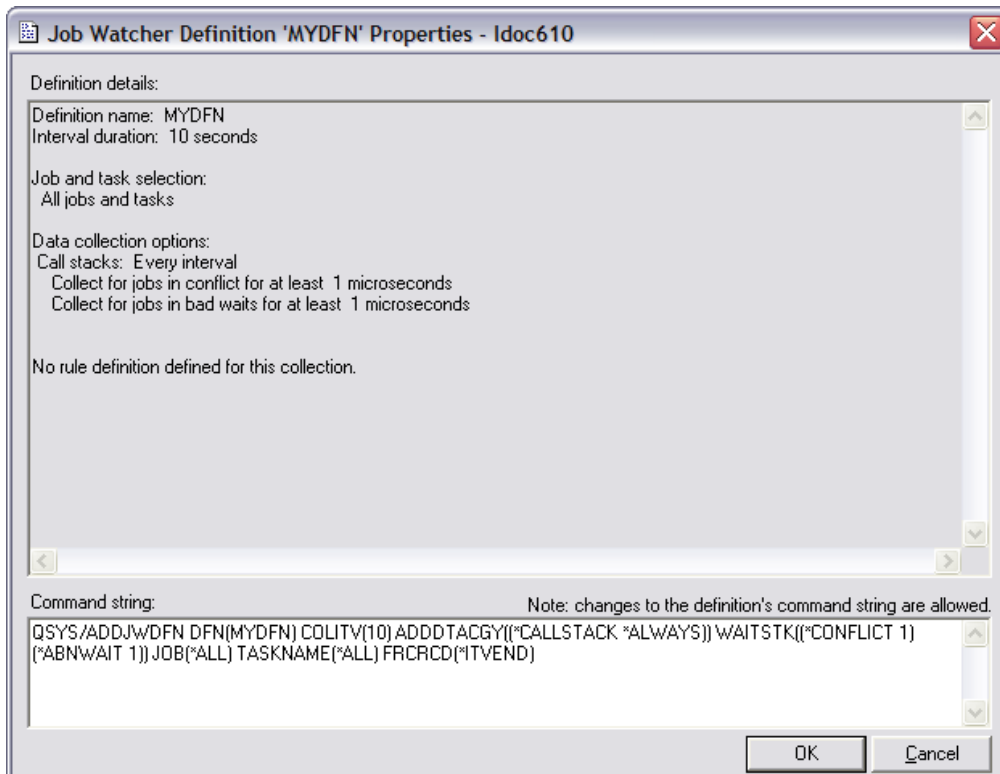 Job Watcher Definition 'MYDFN' Properties - Idoc610
Definition details:
Definition name:  MYDFN
Interval duration:  10 seconds
Job and task selection:
All jobs and tasks
Data collection options:
Call stacks:  Every interval
Collect for jobs in conflict for at least  1 microseconds
Collect for jobs in bad waits for at least  1 microseconds
No rule definition defined for this collection.
Command string:
Note: changes to the definition's command string are allowed.
QSYS/ADDJWDFN DFN(MYDFN) COLITV(10) ADDDTACGY((*CALLSTACK *ALWAYS)) WAITSTK((*CONFLICT 1)
(*ABNWAIT 1)) JOB(*ALL) TASKNAME(*ALL) FRCRCD(*ITVEND)
OK
Cancel